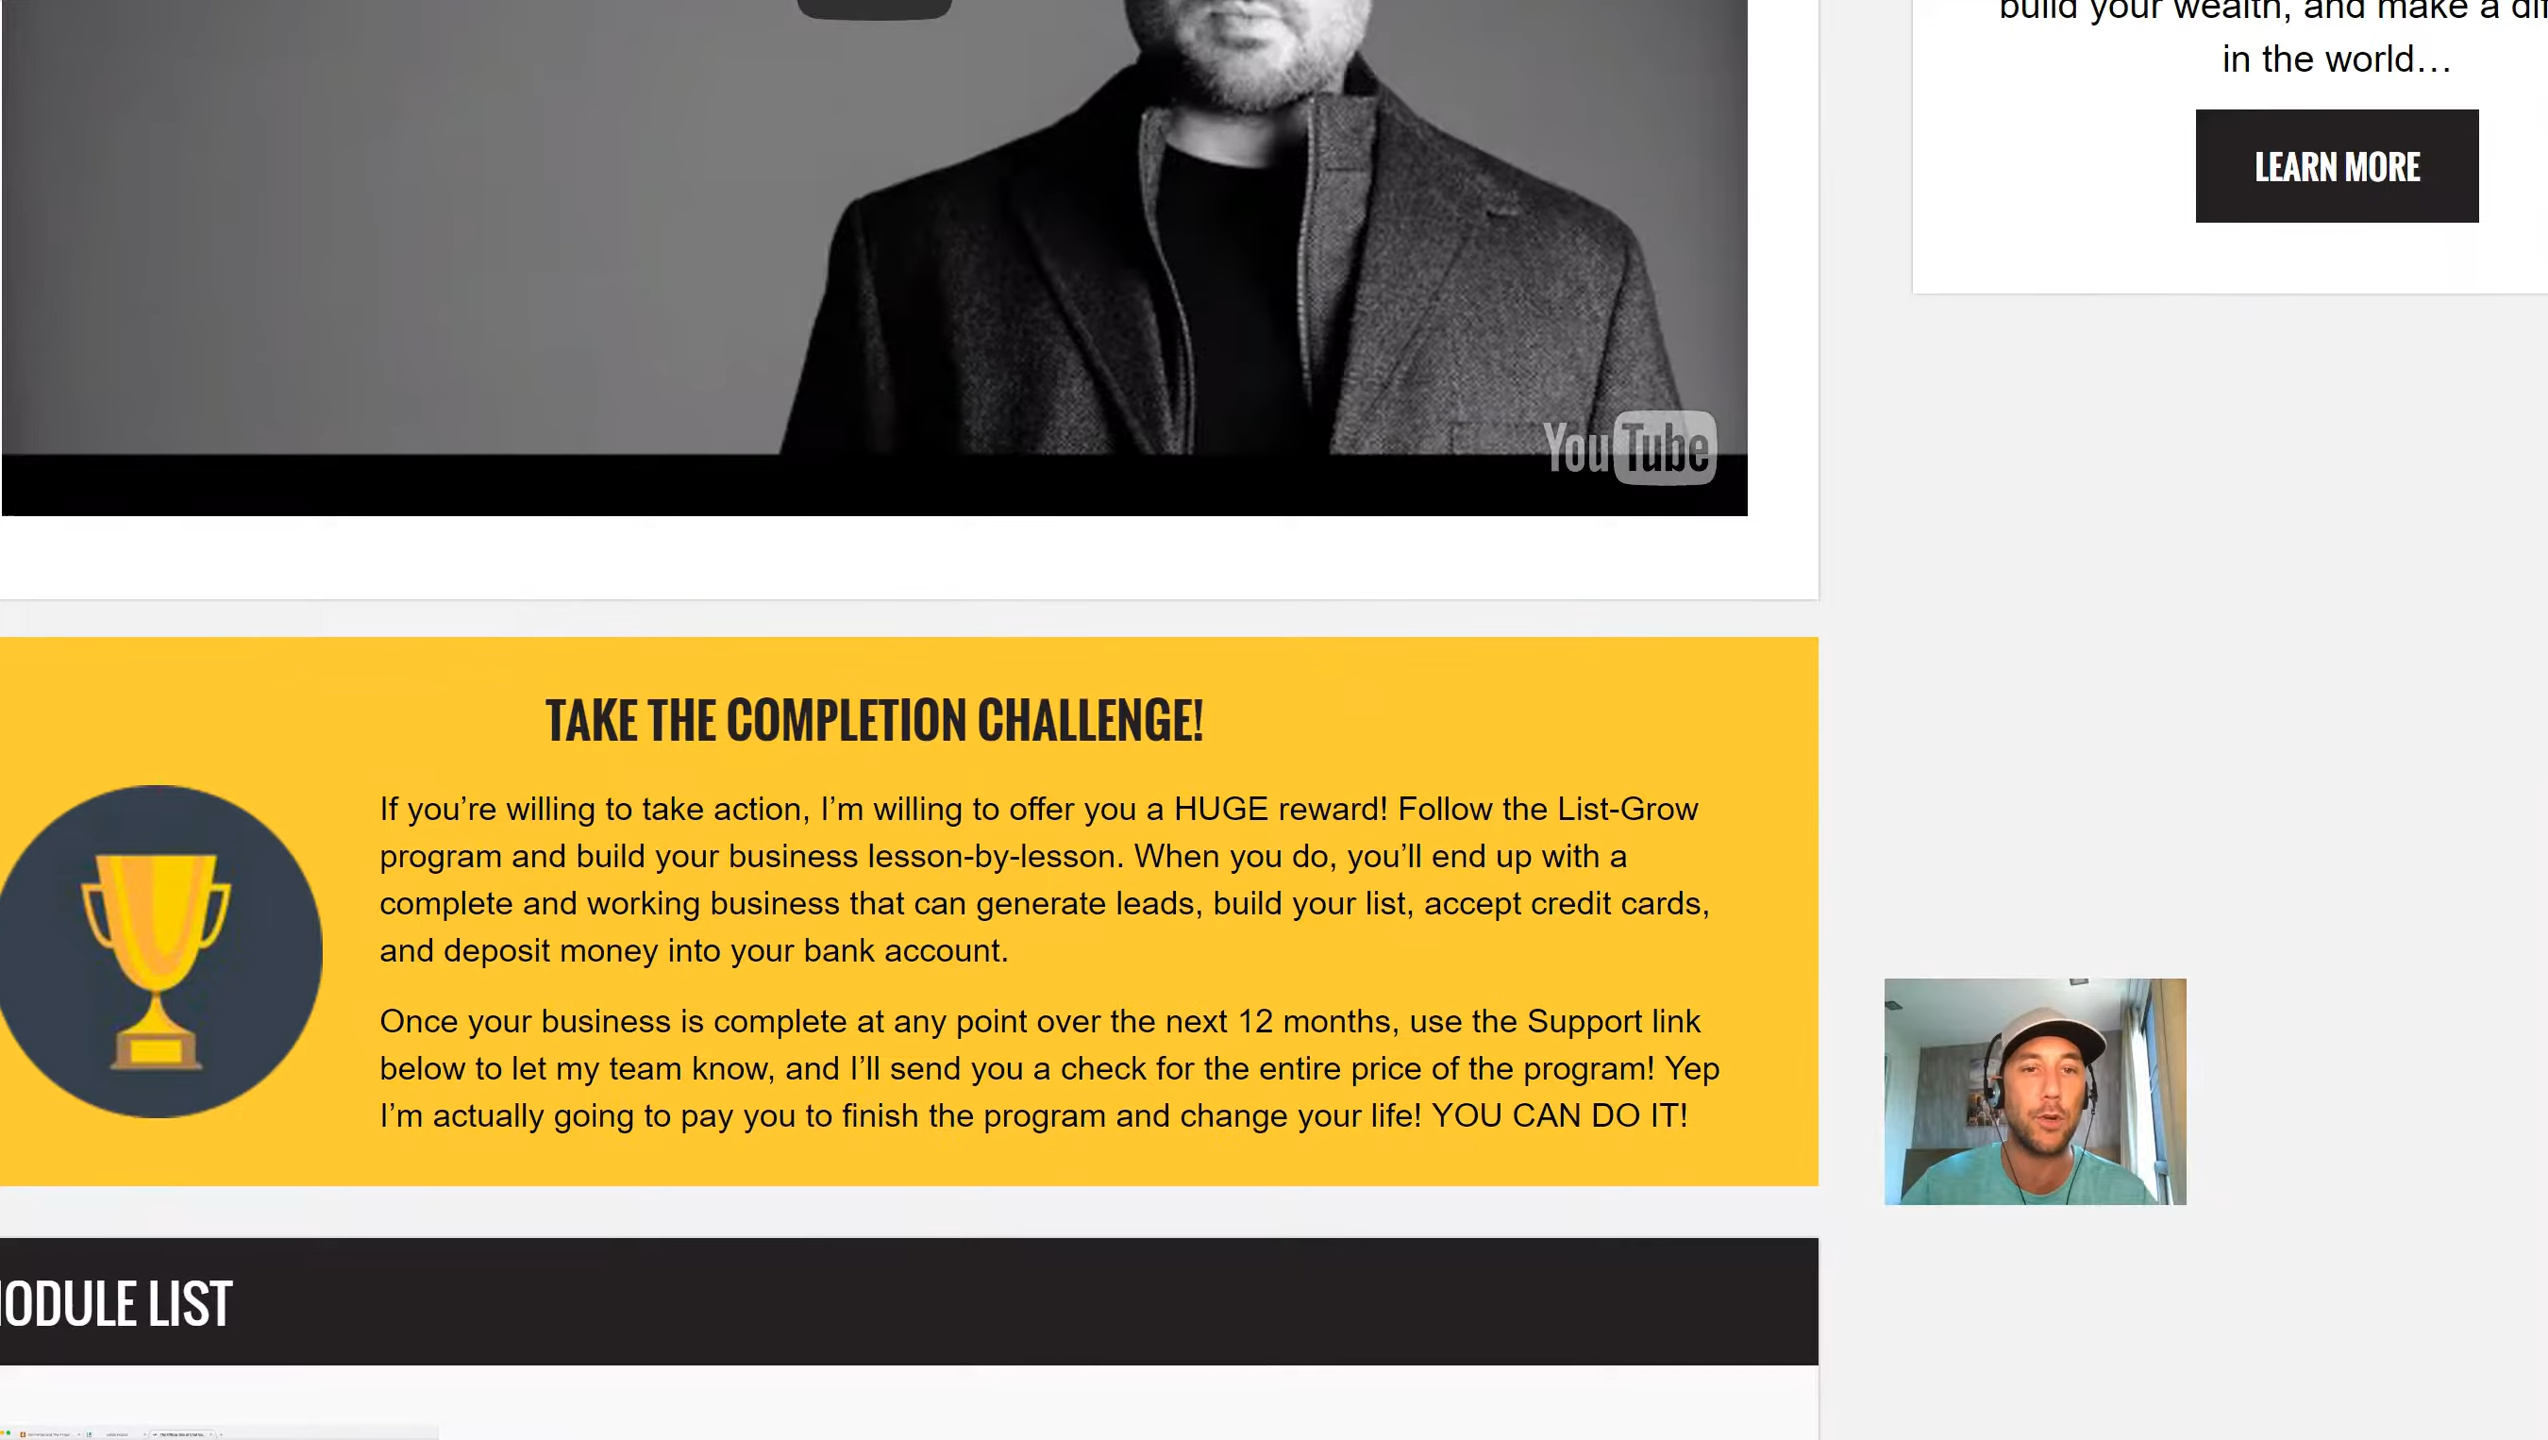 build your wealth, and make a
in the world…
LEARN MORE
YouTube
TAKE THE COMPLETION CHALLENGE!
If you’re willing to take action, I’m willing to offer you a HUGE reward! Follow the List-Grow
program and build your business lesson-by-lesson. When you do, you’ll end up with a
complete and working business that can generate leads, build your list, accept credit cards,
and deposit money into your bank account.
Once your business is complete at any point over the next 12 months, use the Support link
below to let my team know, and I’ll send you a check for the entire price of the program! Yep
I’m actually going to pay you to finish the program and change your life! YOU CAN DO IT!
ODULE LIST